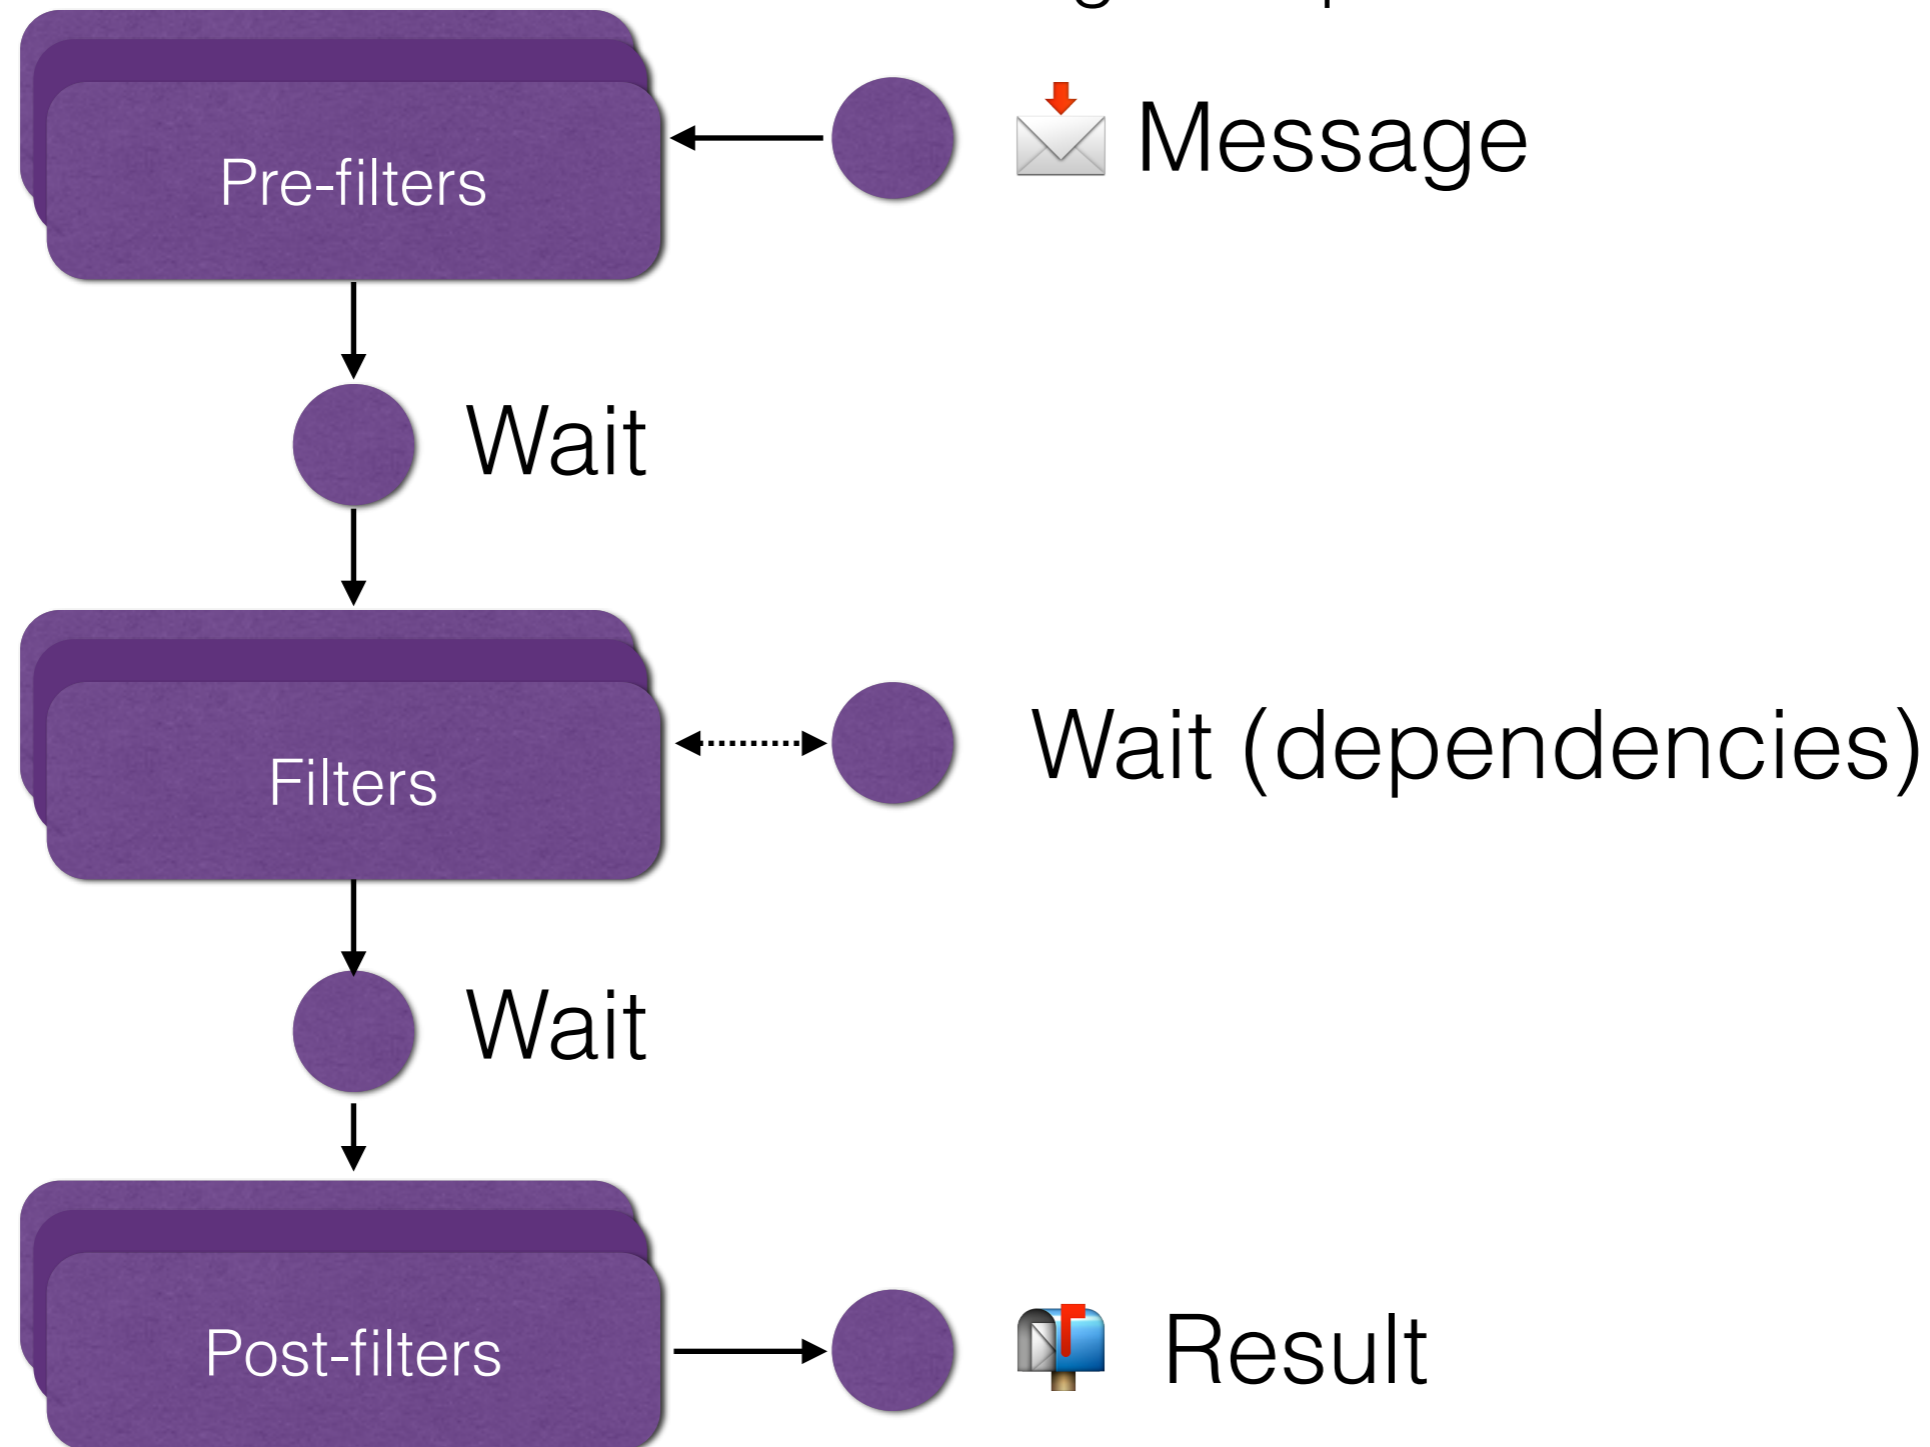 Message
Pre-filters
Wait
Wait (dependencies)
Filters
Wait
Result
Post-filters